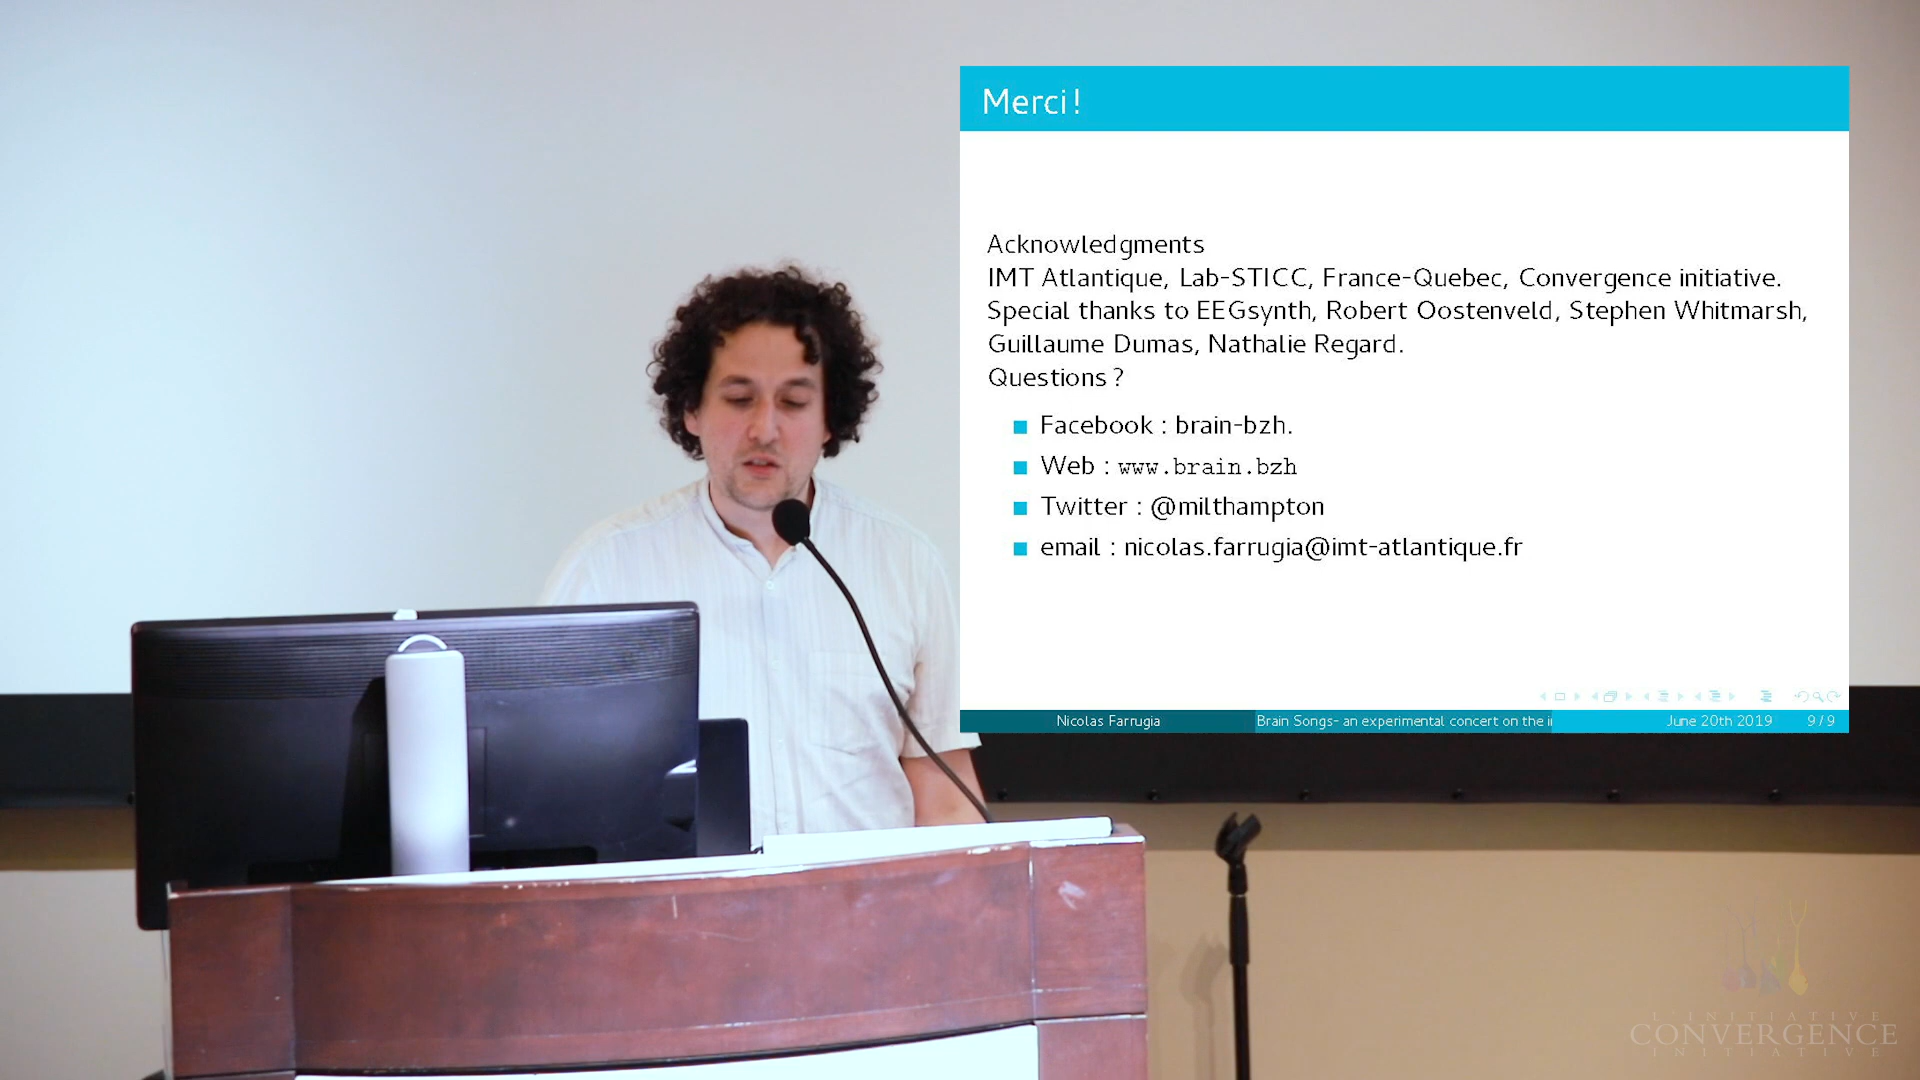 Merci !
Acknowledgments
IMT Atlantique, Lab-STICC, France-Quebec, Convergence initiative.
Special thanks to EEGsynth, Robert Oostenveld, Stephen Whitmarsh,
Guillaume Dumas, Nathalie Regard.
Questions ?
Facebook : brain-bzh.
Web : www.brain.bzh
Twitter : @milthampton
email : nicolas.farrugia@imt-atlantique.fr
Nicolas Farrugia
Brain Songs- an experimental concert on the i
June 20th 2019
9 / 9
L'INITIATIVE
CONVERGENCE
INITIATIVE